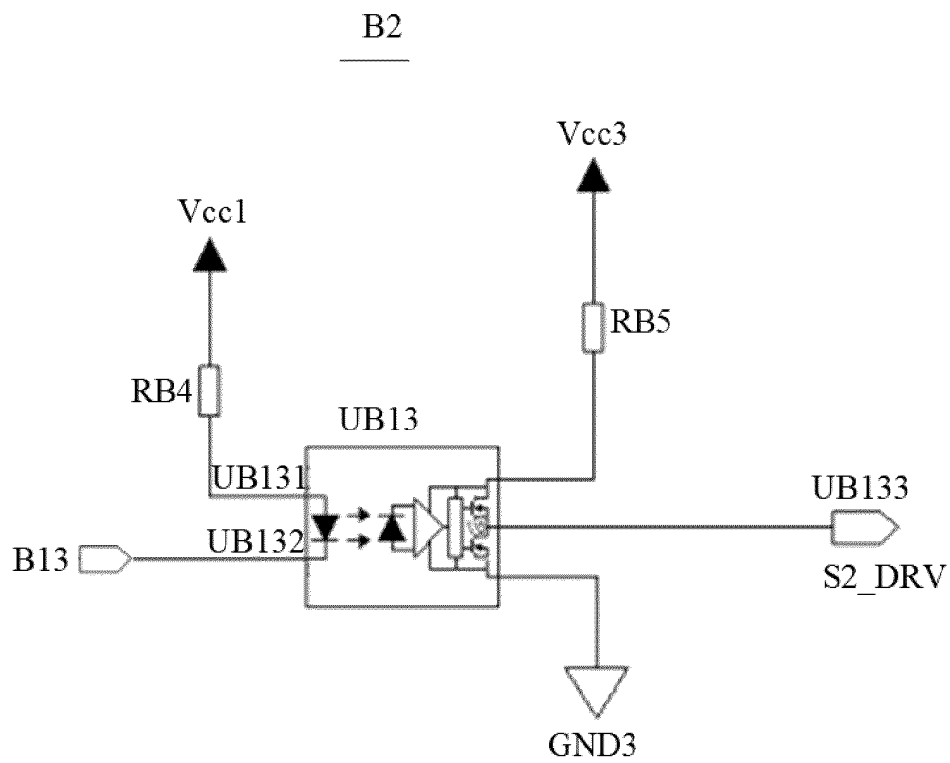 B2
Vcc3
Vcc1
RB5
RB4
UB13
UB131
UB133
UB132
B13
S2_DRV
GND3